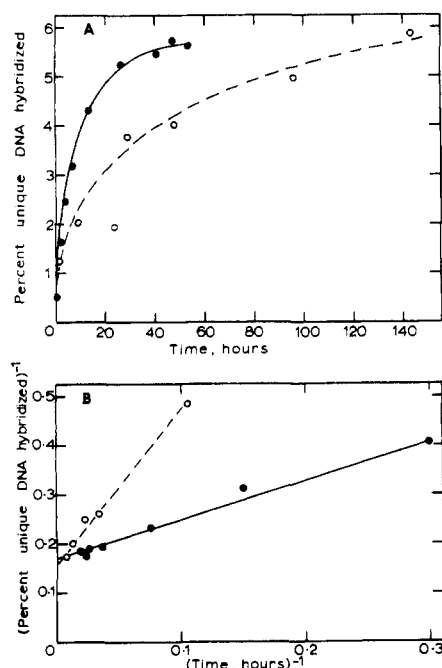 A
Percent unique DNA hybridized
6
5
4
3
2
1
0 20 40 60 80 100 120 140
Time, hours
B
(Percent unique DNA hybridized)⁻¹
0·5
0·4
0·3
0·2
0·1
0 0·1 0·2 0·3
(Time hours)⁻¹